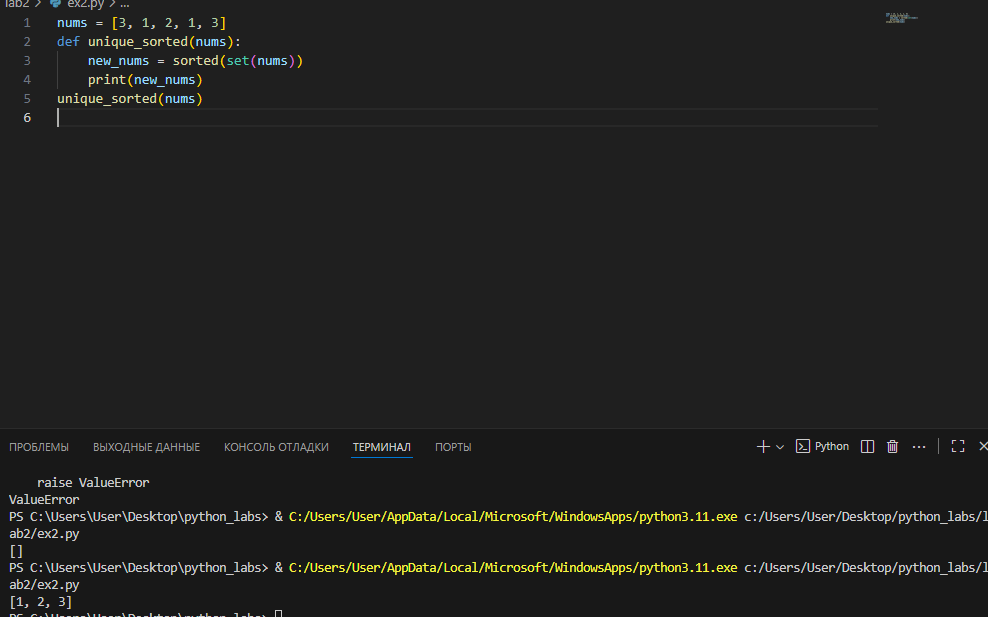 lab2 > ex2.py > ...
1 nums = [3, 1, 2, 1, 3]
2 def unique_sorted(nums):
3     new_nums = sorted(set(nums))
4     print(new_nums)
5 unique_sorted(nums)
6
ПРОБЛЕМЫ ВЫХОДНЫЕ ДАННЫЕ КОНСОЛЬ ОТЛАДКИ ТЕРМИНАЛ ПОРТЫ Python ...
    raise ValueError
ValueError
PS C:\Users\User\Desktop\python_labs> & C:/Users/User/AppData/Local/Microsoft/WindowsApps/python3.11.exe c:/Users/User/Desktop/python_labs/l
ab2/ex2.py
[]
PS C:\Users\User\Desktop\python_labs> & C:/Users/User/AppData/Local/Microsoft/WindowsApps/python3.11.exe c:/Users/User/Desktop/python_labs/l
ab2/ex2.py
[1, 2, 3]
PS C:\Users\User\Desktop\python_labs>